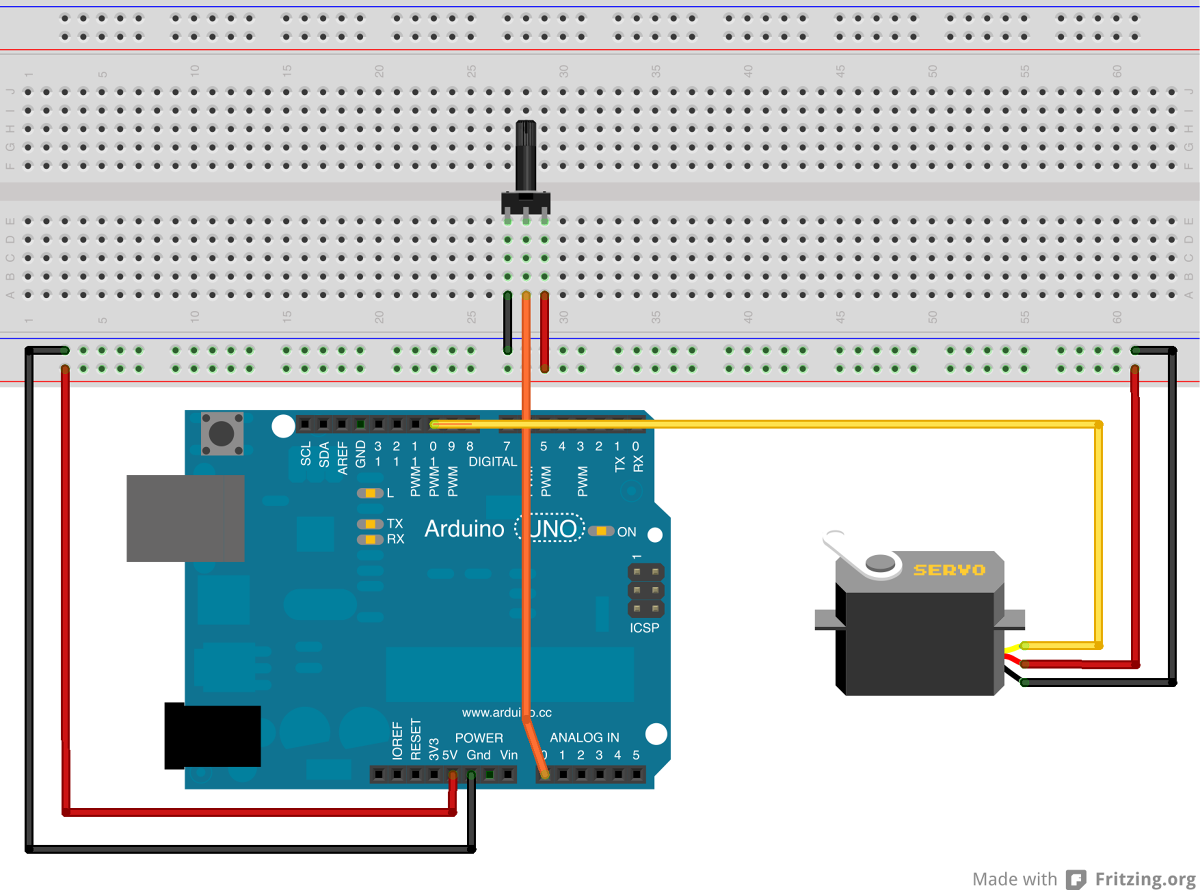 1 5 10 15 20 25 30 35 40 45 50 55 60
J J
I I
H H
G G
F F
E E
D D
C C
B B
A A
1 5 10 15 20 25 30 35 40 45 50 55 60
SCL SDA AREF GND 13 12 PWM 11 PWM 10 PWM 9 8 7 PWM 5 PWM 4 3 PWM 2 TX 1 RX 0
DIGITAL
L
TX
RX
Arduino UNO
ON
1
ICSP
SERVO
www.arduino.cc
POWER
ANALOG IN
IOREF RESET 3V3 5V Gnd Vin
0 1 2 3 4 5
Made with Fritzing.org